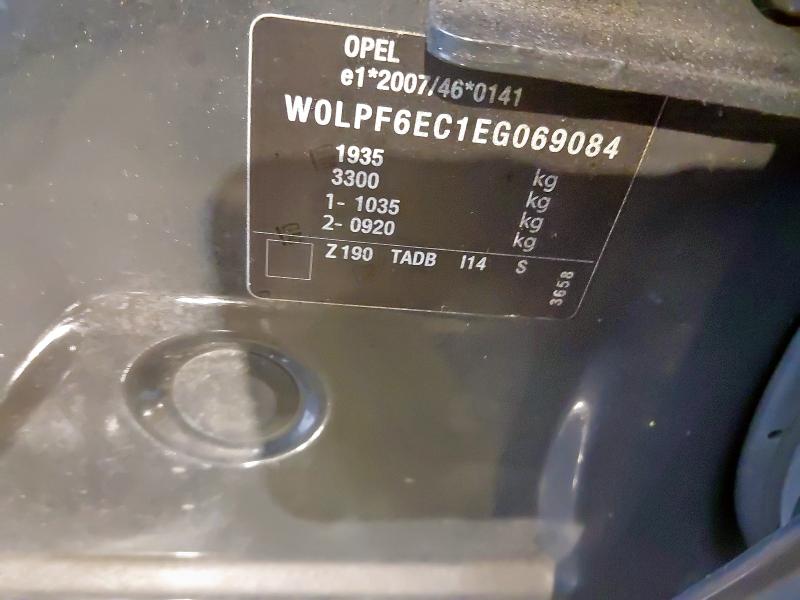 OPEL
e1*2007/46*0141
W0LPF6EC1EG069084
1935 kg
3300 kg
1- 1035 kg
2- 0920 kg
Z190 TADB I14 S
3658